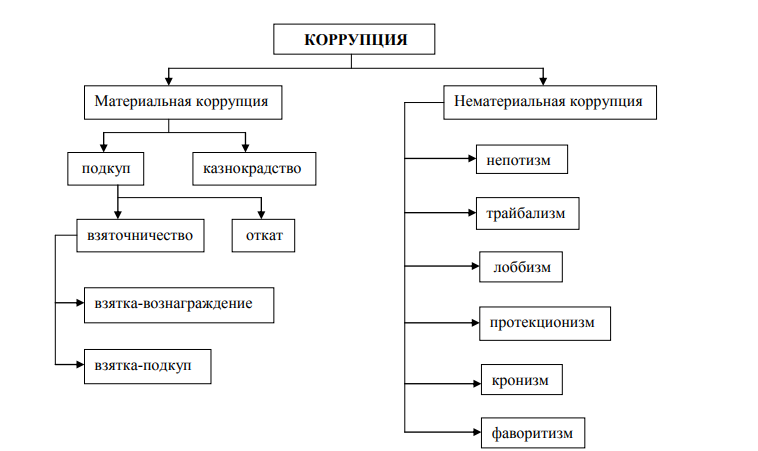 КОРРУПЦИЯ
Материальная коррупция
Нематериальная коррупция
подкуп
казнокрадство
непотизм
трайбализм
взяточничество
откат
лоббизм
взятка-вознаграждение
протекционизм
взятка-подкуп
кронизм
фаворитизм